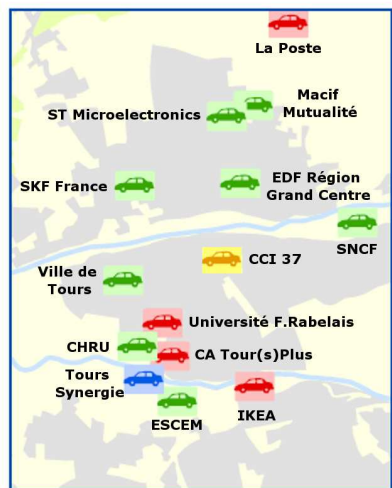 La Poste
Macif
Mutualité
ST Microelectronics
SKF France
EDF Région
Grand Centre
SNCF
CCI 37
Ville de
Tours
Université F.Rabelais
CHRU
CA Tour(s)Plus
Tours
Synergie
IKEA
ESCEM